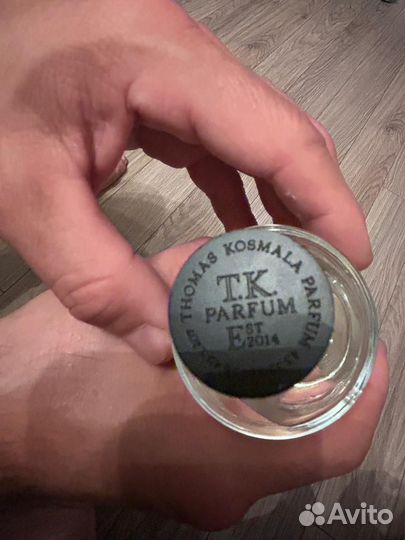 THOMAS KOSMALA PARFUM
T.K
PARFUM
EST
2014
Avito